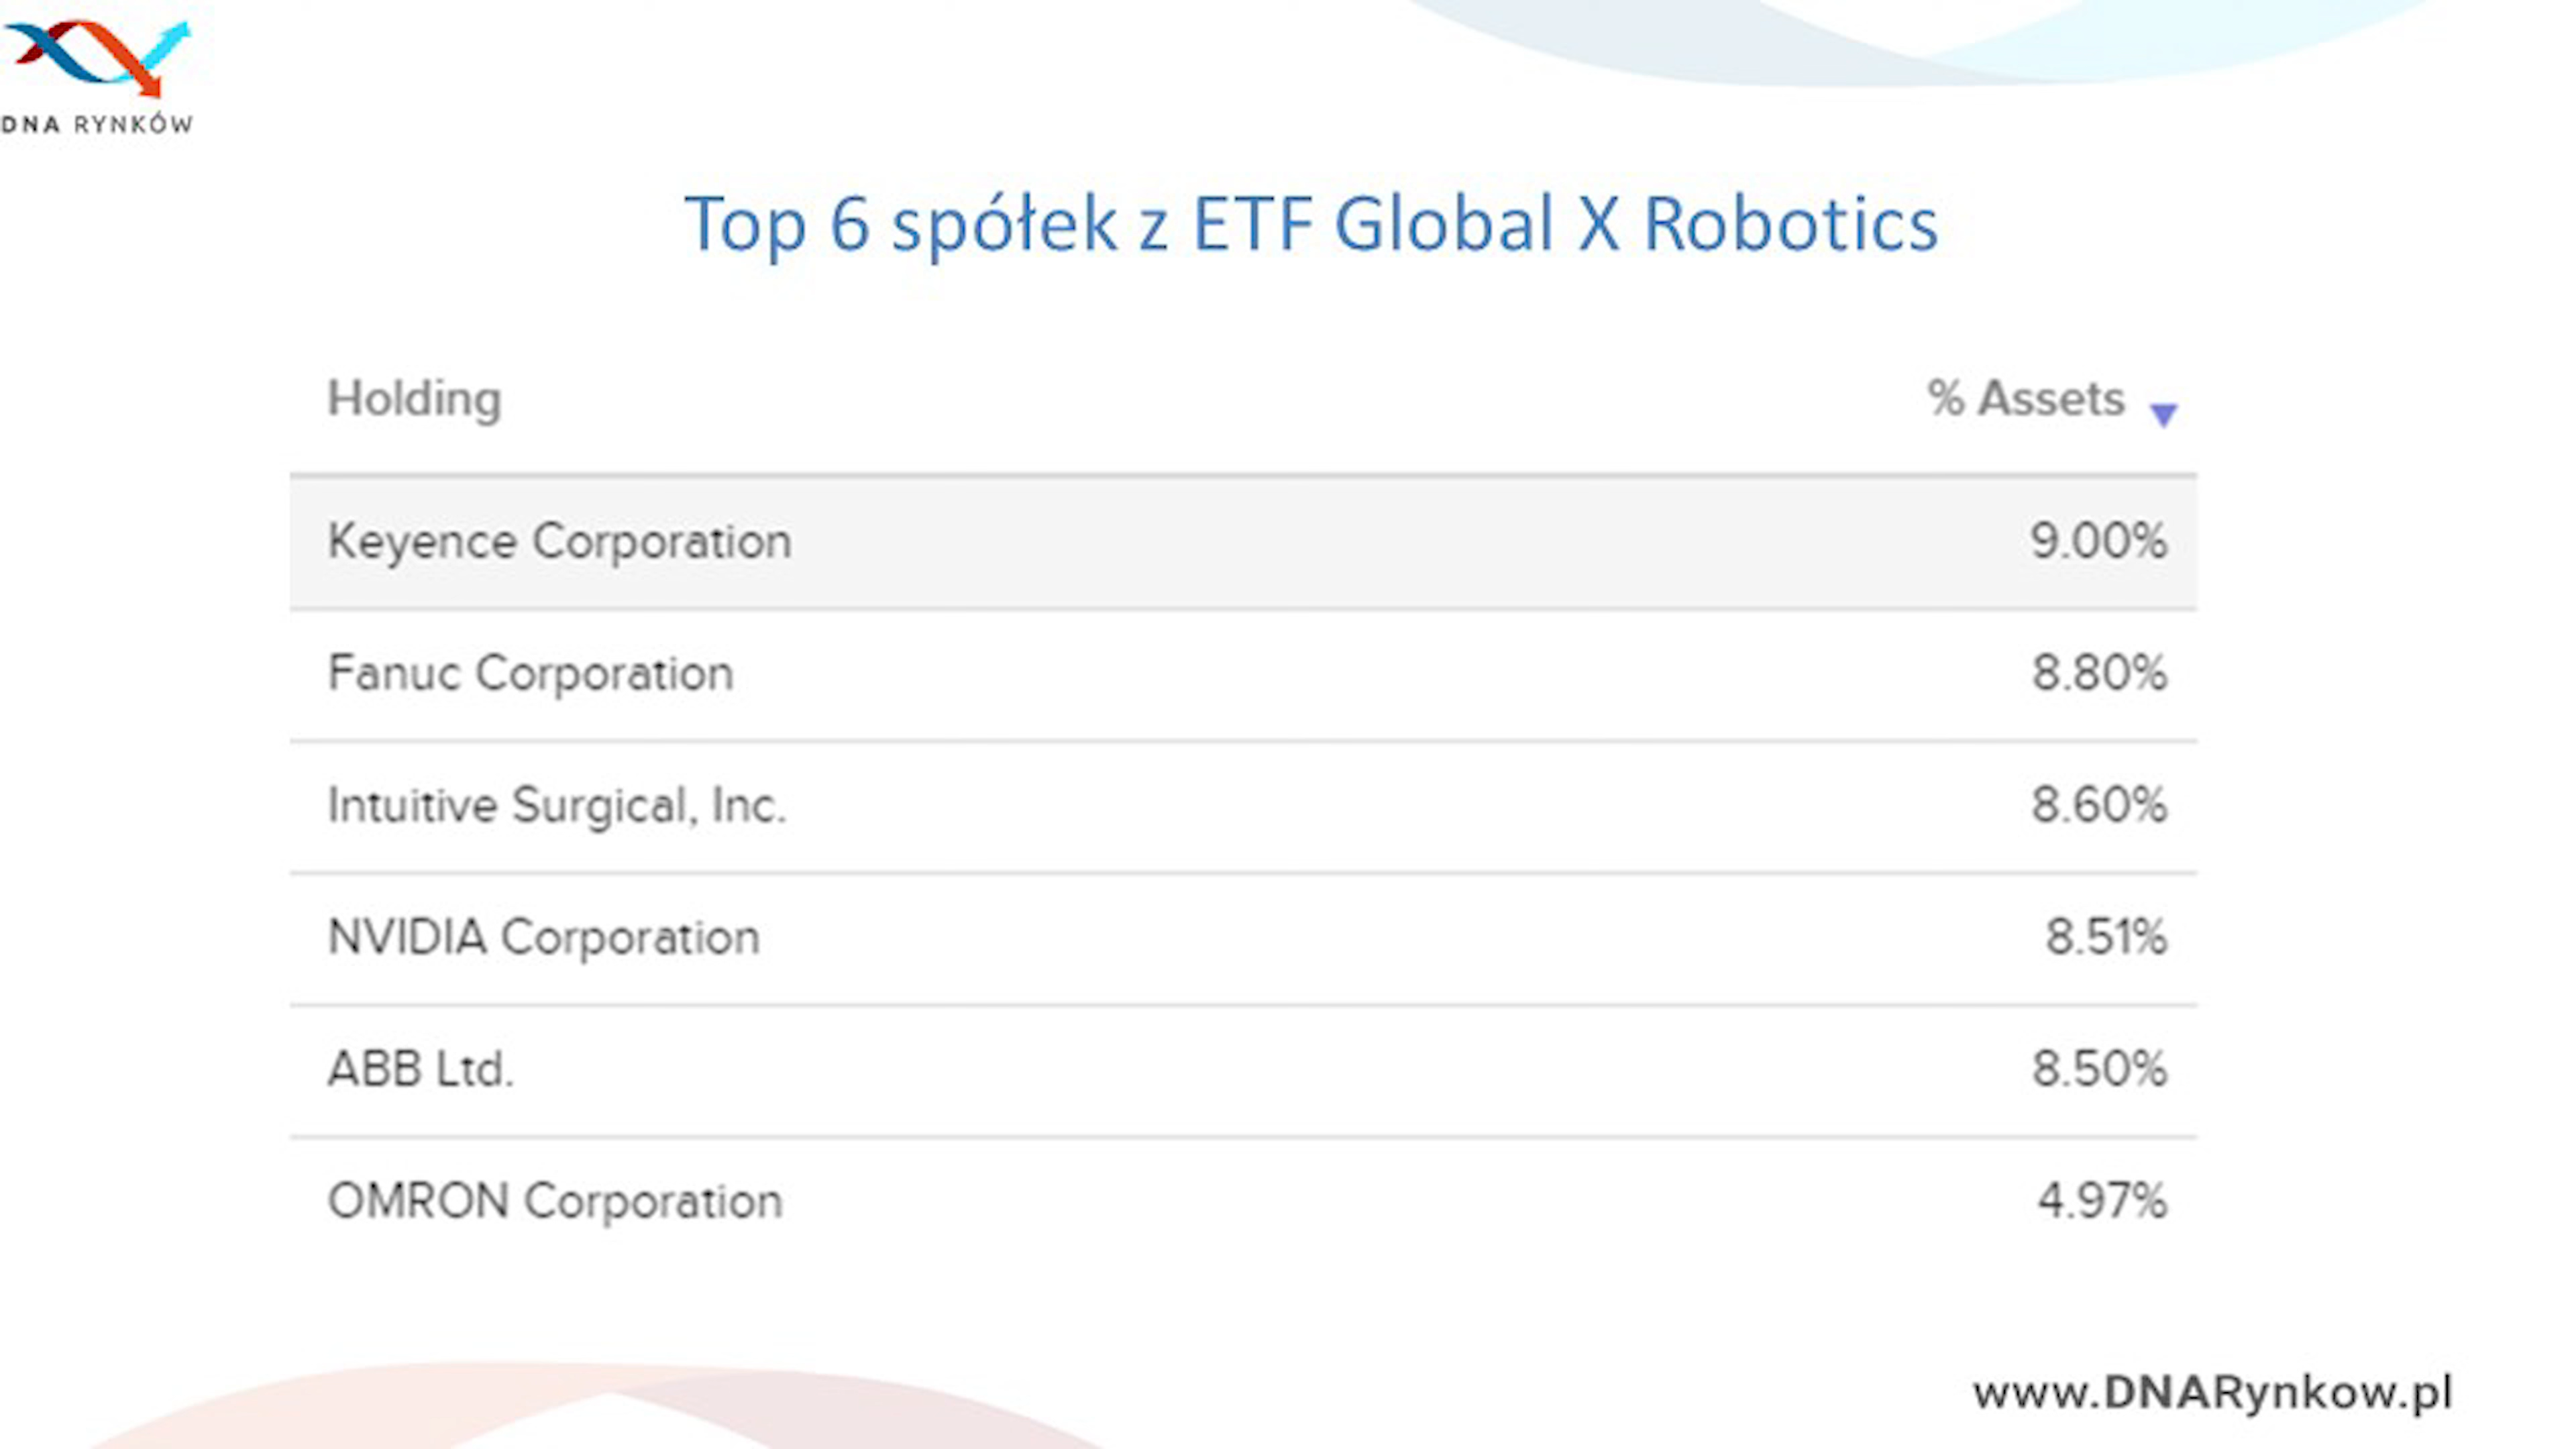 DNA RYNKÓW
Top 6 spółek z ETF Global X Robotics
Holding % Assets
Keyence Corporation 9.00%
Fanuc Corporation 8.80%
Intuitive Surgical, Inc. 8.60%
NVIDIA Corporation 8.51%
ABB Ltd. 8.50%
OMRON Corporation 4.97%
www.DNARynkow.pl